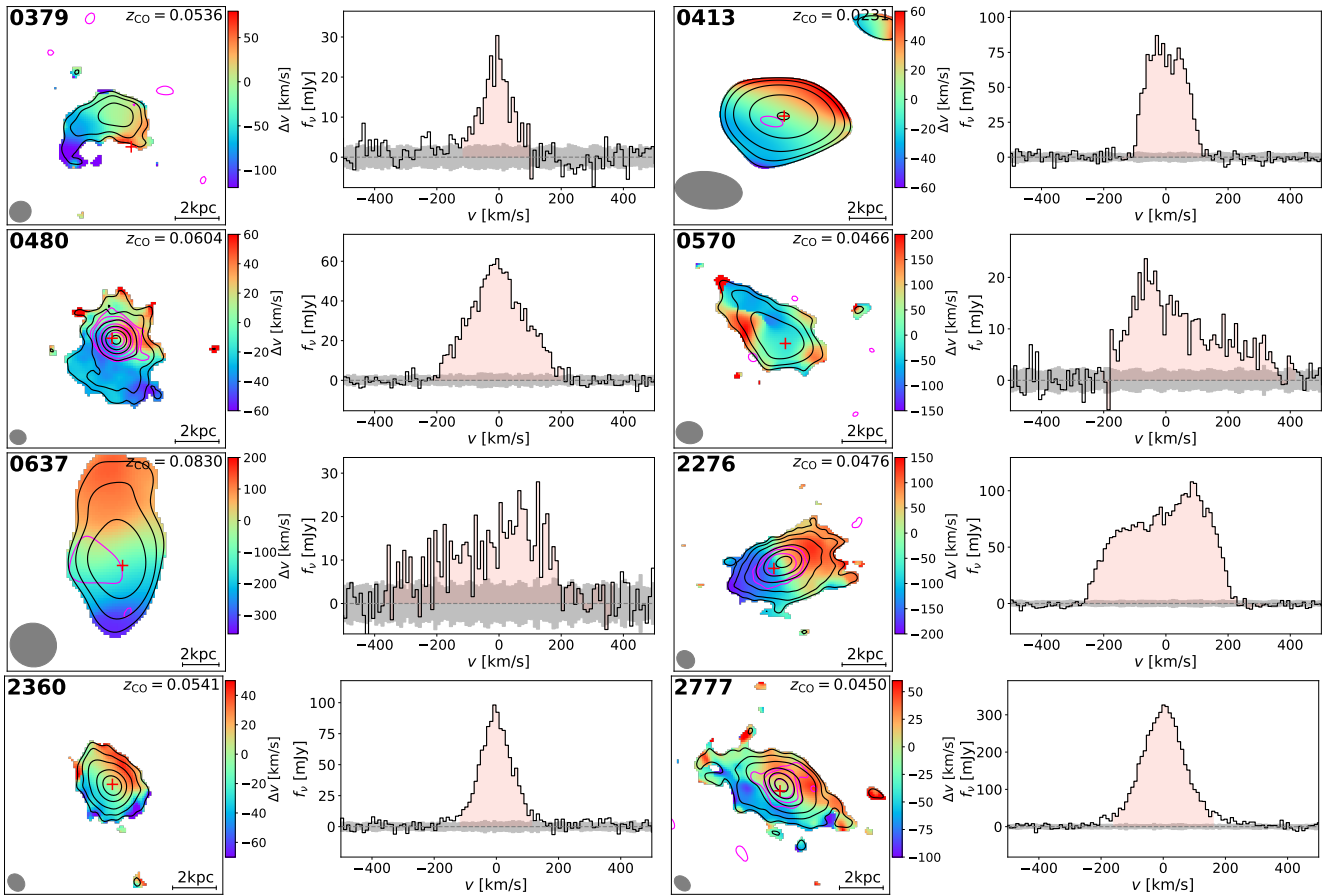 0379
z_CO = 0.0536
50
0
−50
−100
Δv [km/s]
2kpc
30
20
10
0
f_ν [mJy]
−400 −200 0 200 400
v [km/s]
0413
z_CO = 0.0231
60
40
20
0
−20
−40
−60
Δv [km/s]
2kpc
100
75
50
25
0
f_ν [mJy]
−400 −200 0 200 400
v [km/s]
0480
z_CO = 0.0604
60
40
20
0
−20
−40
−60
Δv [km/s]
2kpc
60
40
20
0
f_ν [mJy]
−400 −200 0 200 400
v [km/s]
0570
z_CO = 0.0466
200
150
100
50
0
−50
−100
−150
Δv [km/s]
2kpc
20
10
0
f_ν [mJy]
−400 −200 0 200 400
v [km/s]
0637
z_CO = 0.0830
200
100
0
−100
−200
−300
Δv [km/s]
2kpc
30
20
10
0
f_ν [mJy]
−400 −200 0 200 400
v [km/s]
2276
z_CO = 0.0476
150
100
50
0
−50
−100
−150
−200
Δv [km/s]
2kpc
100
50
0
f_ν [mJy]
−400 −200 0 200 400
v [km/s]
2360
z_CO = 0.0541
40
20
0
−20
−40
−60
Δv [km/s]
2kpc
100
75
50
25
0
f_ν [mJy]
−400 −200 0 200 400
v [km/s]
2777
z_CO = 0.0450
50
25
0
−25
−50
−75
−100
Δv [km/s]
2kpc
300
200
100
0
f_ν [mJy]
−400 −200 0 200 400
v [km/s]